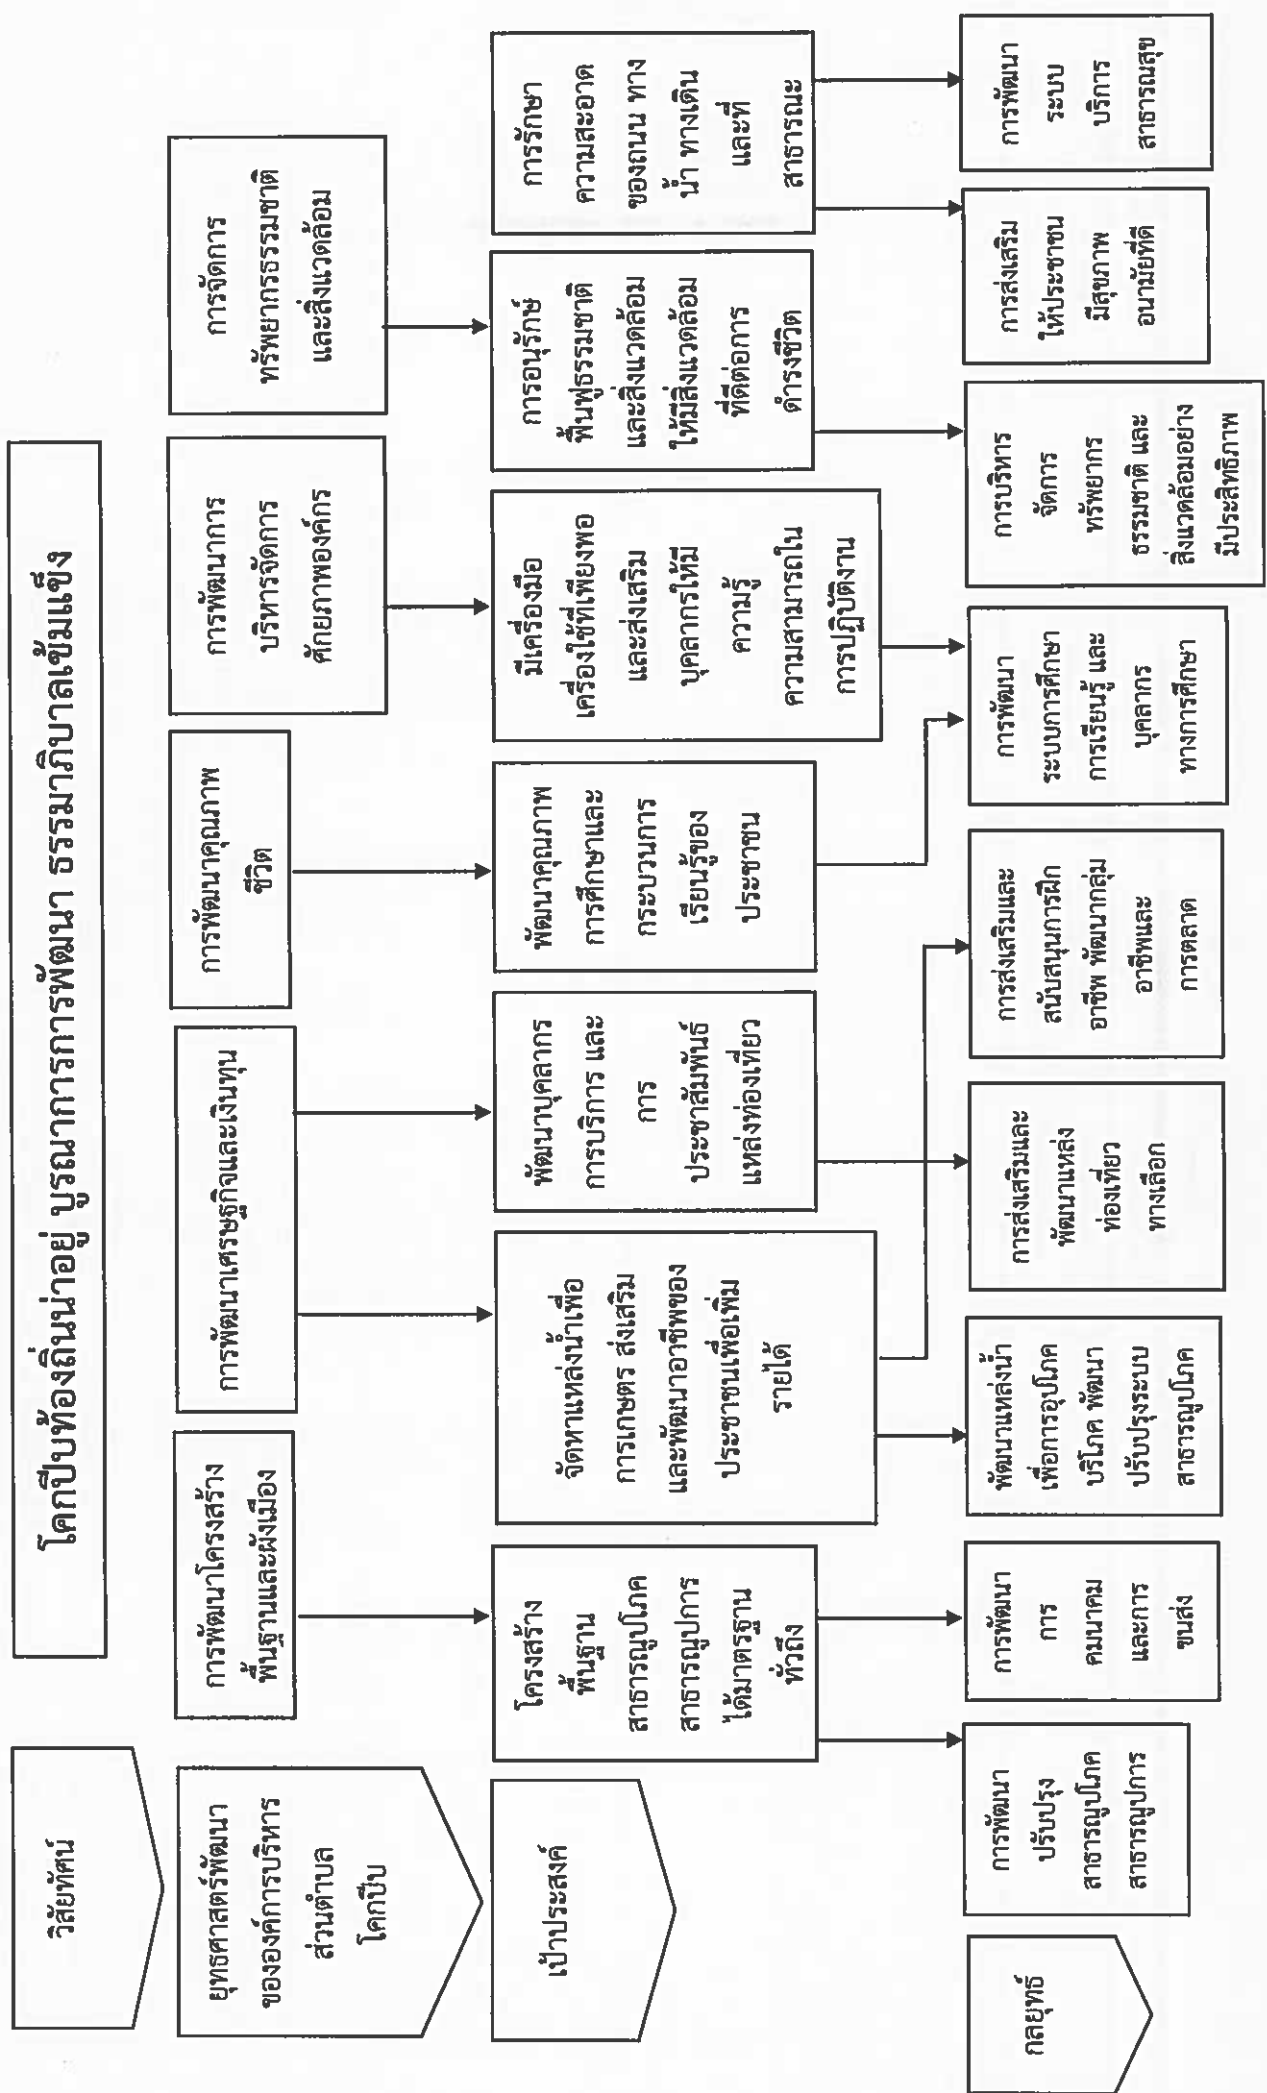 วิสัยทัศน์
โคกปีบท้องถิ่นน่าอยู่ บูรณาการการพัฒนา ธรรมาภิบาลเข้มแข็ง
ยุทธศาสตร์พัฒนา
ขององค์การบริหาร
ส่วนตำบล
โคกปีบ
การพัฒนาโครงสร้าง
พื้นฐานและผังเมือง
การพัฒนาเศรษฐกิจและเงินทุน
การพัฒนาคุณภาพ
ชีวิต
การพัฒนาการ
บริหารจัดการ
ศักยภาพองค์กร
การจัดการ
ทรัพยากรธรรมชาติ
และสิ่งแวดล้อม
เป้าประสงค์
โครงสร้าง
พื้นฐาน
สาธารณูปโภค
สาธารณูปการ
ได้มาตรฐาน
ทั่วถึง
จัดหาแหล่งน้ำเพื่อ
การเกษตร ส่งเสริม
และพัฒนาอาชีพของ
ประชาชนเพื่อเพิ่ม
รายได้
พัฒนาบุคลากร
การบริการ และ
การ
ประชาสัมพันธ์
แหล่งท่องเที่ยว
พัฒนาคุณภาพ
การศึกษาและ
กระบวนการ
เรียนรู้ของ
ประชาชน
มีเครื่องมือ
เครื่องใช้ที่เพียงพอ
และส่งเสริม
บุคลากรให้มี
ความรู้
ความสามารถใน
การปฏิบัติงาน
การอนุรักษ์
ฟื้นฟูธรรมชาติ
และสิ่งแวดล้อม
ให้มีสิ่งแวดล้อม
ที่ดีต่อการ
ดำรงชีวิต
การรักษา
ความสะอาด
ของถนน ทาง
น้ำ ทางเดิน
และที่
สาธารณะ
กลยุทธ์
การพัฒนา
ปรับปรุง
สาธารณูปโภค
สาธารณูปการ
การพัฒนา
การ
คมนาคม
และการ
ขนส่ง
พัฒนาแหล่งน้ำ
เพื่อการอุปโภค
บริโภค พัฒนา
ปรับปรุงระบบ
สาธารณูปโภค
การส่งเสริมและ
พัฒนาแหล่ง
ท่องเที่ยว
ทางเลือก
การส่งเสริมและ
สนับสนุนการฝึก
อาชีพ พัฒนากลุ่ม
อาชีพและ
การตลาด
การพัฒนา
ระบบการศึกษา
การเรียนรู้ และ
บุคลากร
ทางการศึกษา
การบริหาร
จัดการ
ทรัพยากร
ธรรมชาติ และ
สิ่งแวดล้อมอย่าง
มีประสิทธิภาพ
การส่งเสริม
ให้ประชาชน
มีสุขภาพ
อนามัยที่ดี
การพัฒนา
ระบบ
บริการ
สาธารณสุข